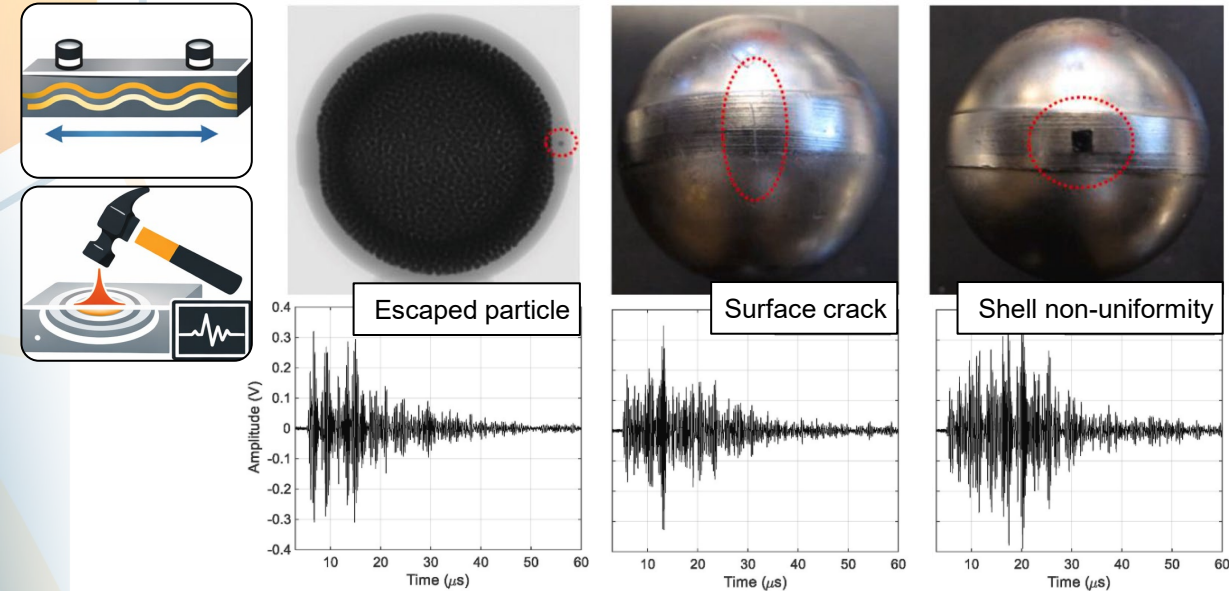 Escaped particle
Surface crack
Shell non-uniformity
0.4
0.3
0.2
0.1
0
-0.1
-0.2
-0.3
-0.4
Amplitude (V)
10 20 30 40 50 60
Time (μs)
10 20 30 40 50 60
Time (μs)
10 20 30 40 50 60
Time (μs)